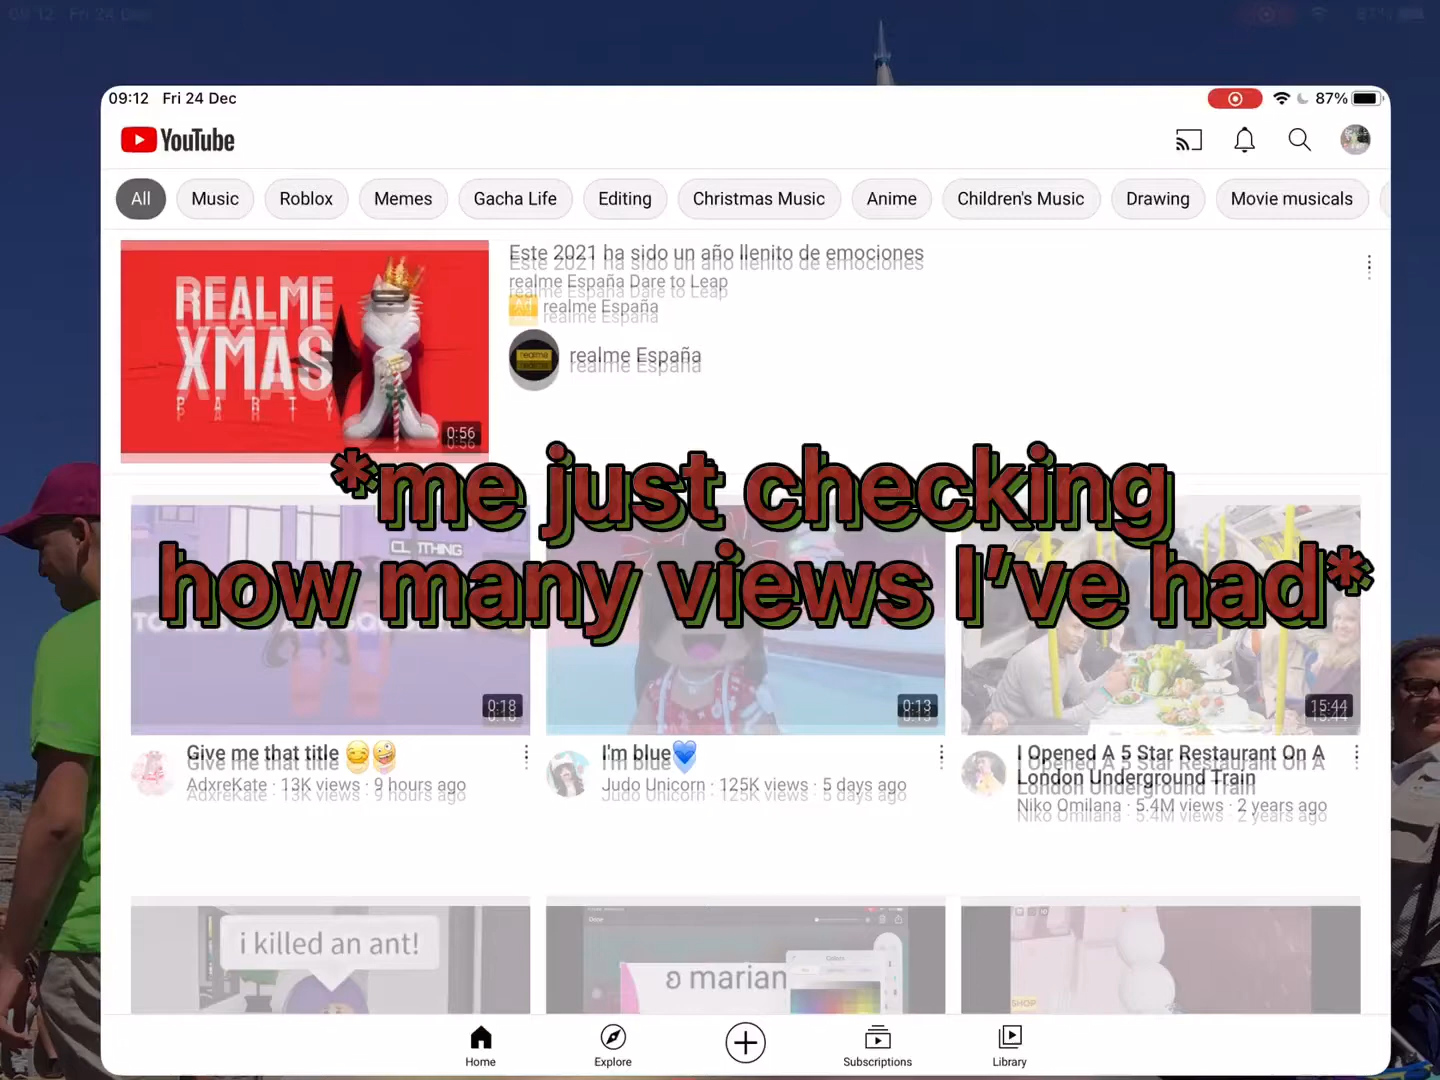 09:12 Fri 24 Dec
87%
YouTube
All
Music
Roblox
Memes
Gacha Life
Editing
Christmas Music
Anime
Children's Music
Drawing
Movie musicals
REALME
XMAS
PARTY
0:56
Este 2021 ha sido un año llenito de emociones
realme España Dare to Leap
Ad realme España
realme
realme España
*me just checking
how many views I've had*
CLOTHING
0:18
0:13
15:44
Give me that title 😏🤪
AdxreKate · 13K views · 9 hours ago
I'm blue💙
Judo Unicorn · 125K views · 5 days ago
I Opened A 5 Star Restaurant On A
London Underground Train
Niko Omilana · 5.4M views · 2 years ago
i killed an ant!
Colors
ʚ marian
SHOP
Home
Explore
Subscriptions
Library